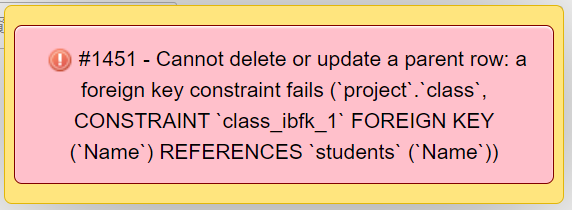 #1451 - Cannot delete or update a parent row: a
foreign key constraint fails (`project`.`class`,
CONSTRAINT `class_ibfk_1` FOREIGN KEY
(`Name`) REFERENCES `students` (`Name`))